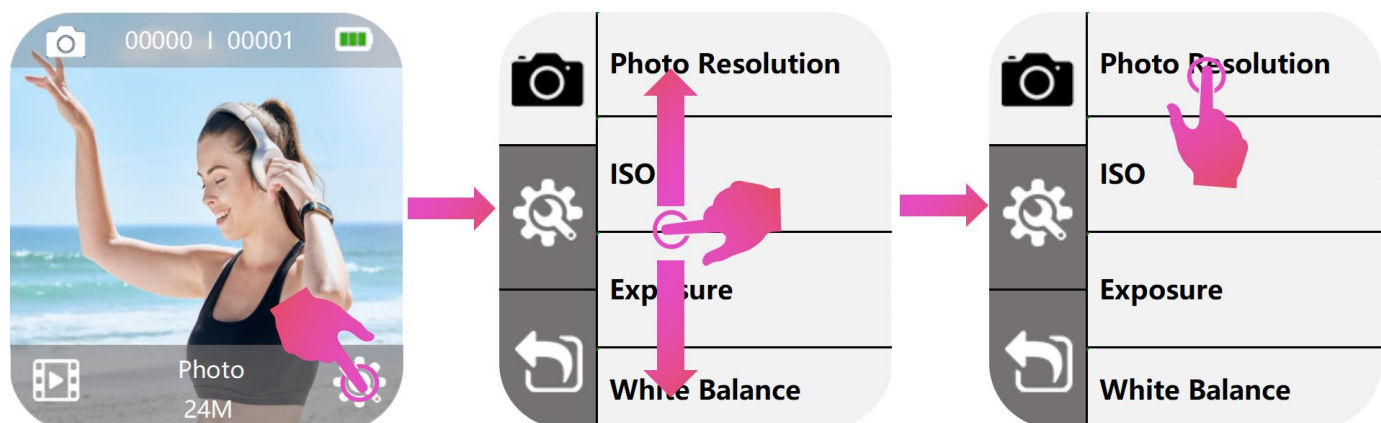 00000 | 00001
Photo
24M
Photo Resolution
ISO
Exposure
White Balance
Photo Resolution
ISO
Exposure
White Balance